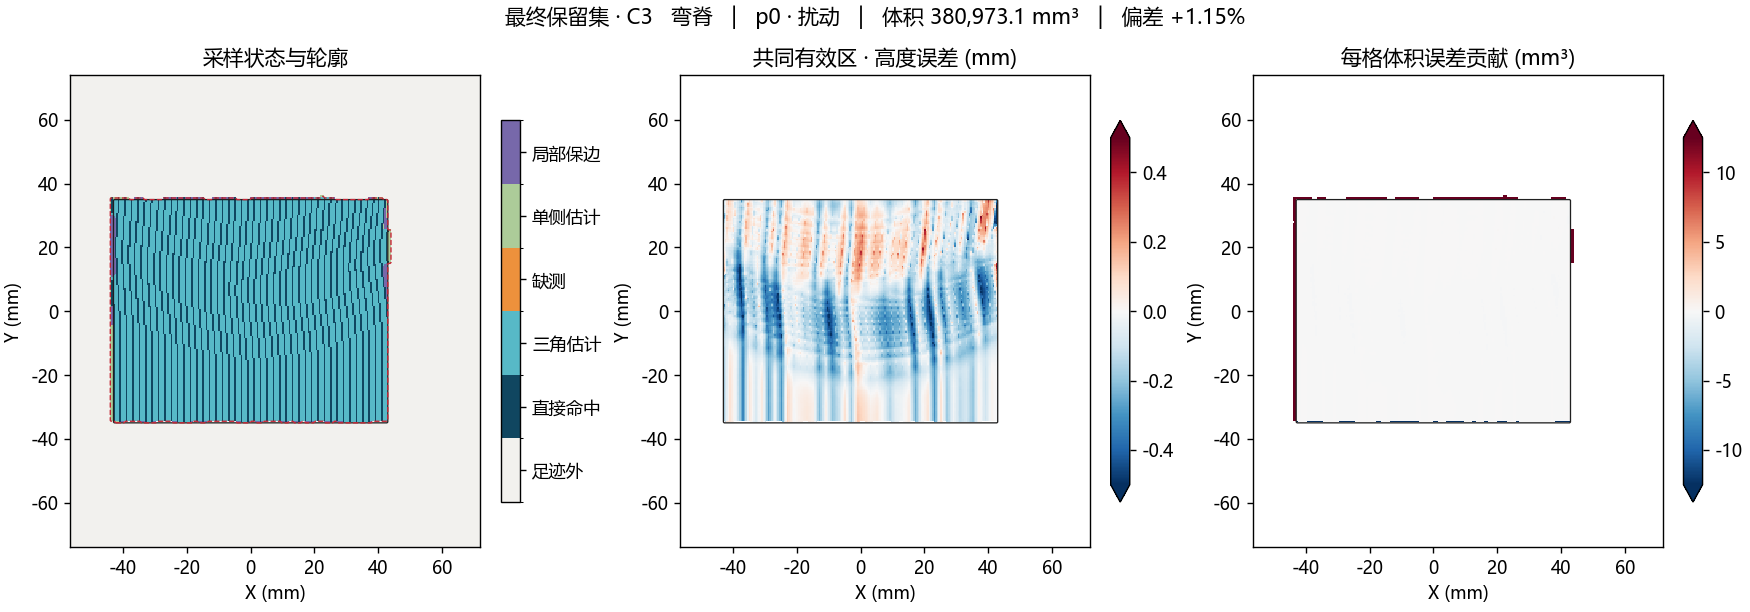 最终保留集 · C3 弯脊 | p0 · 扰动 | 体积 380,973.1 mm³ | 偏差 +1.15%
采样状态与轮廓
60
40
20
0
-20
-40
-60
-40 -20 0 20 40 60
X (mm)
Y (mm)
局部保边
单侧估计
缺测
三角估计
直接命中
足迹外
共同有效区 · 高度误差 (mm)
60
40
20
0
-20
-40
-60
-40 -20 0 20 40 60
X (mm)
Y (mm)
0.4
0.2
0.0
-0.2
-0.4
每格体积误差贡献 (mm³)
60
40
20
0
-20
-40
-60
-40 -20 0 20 40 60
X (mm)
Y (mm)
10
5
0
-5
-10